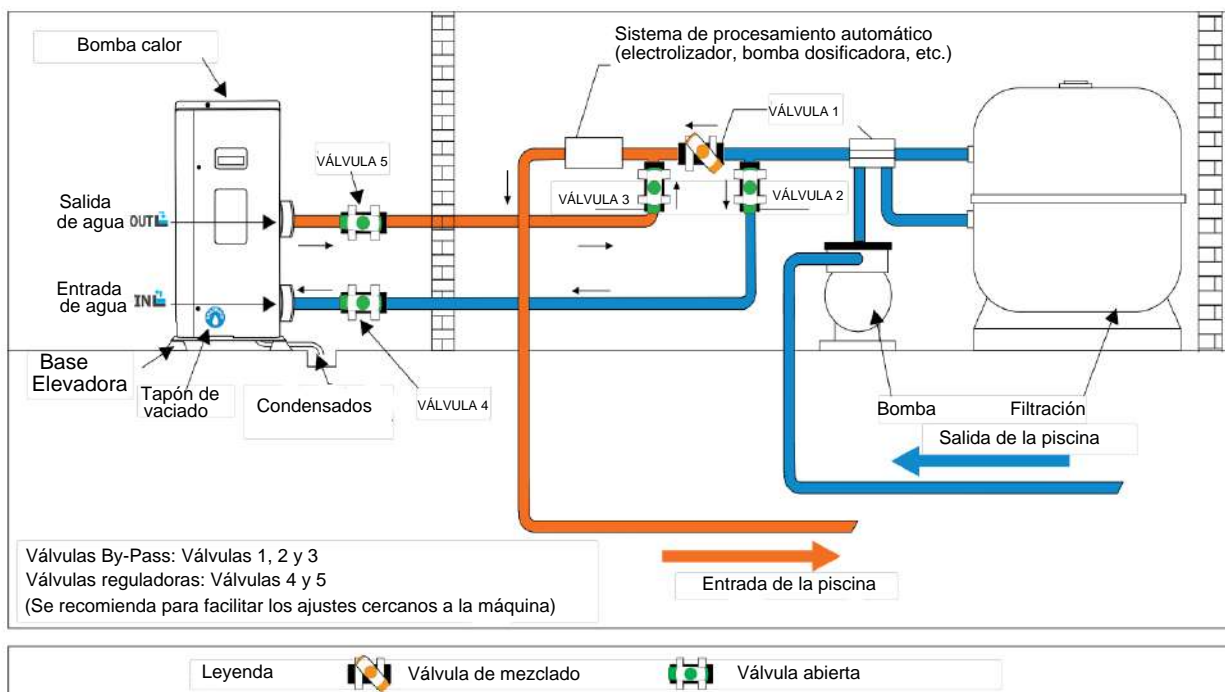 Bomba calor
Sistema de procesamiento automático
(electrolizador, bomba dosificadora, etc.)
VÁLVULA 1
VÁLVULA 5
VÁLVULA 3
VÁLVULA 2
Salida
de agua
OUT
Entrada
de agua
IN
Base
Elevadora
Tapón de
vaciado
Condensados
VÁLVULA 4
Bomba
Filtración
Salida de la piscina
Entrada de la piscina
Válvulas By-Pass: Válvulas 1, 2 y 3
Válvulas reguladoras: Válvulas 4 y 5
(Se recomienda para facilitar los ajustes cercanos a la máquina)
Leyenda
Válvula de mezclado
Válvula abierta